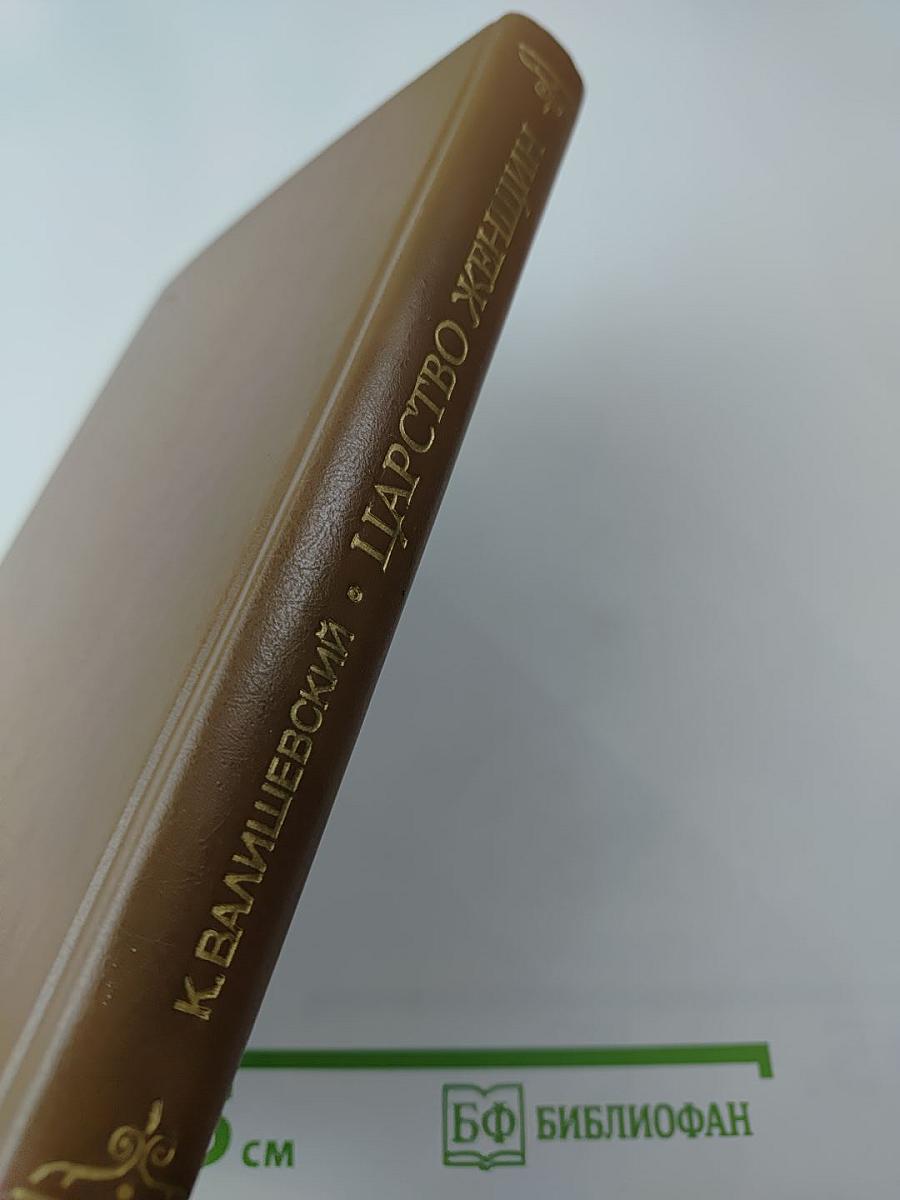 К. ВАЛИШЕВСКИЙ • ЦАРСТВО ЖЕНЩИН
см
БФ БИБЛИОФАН